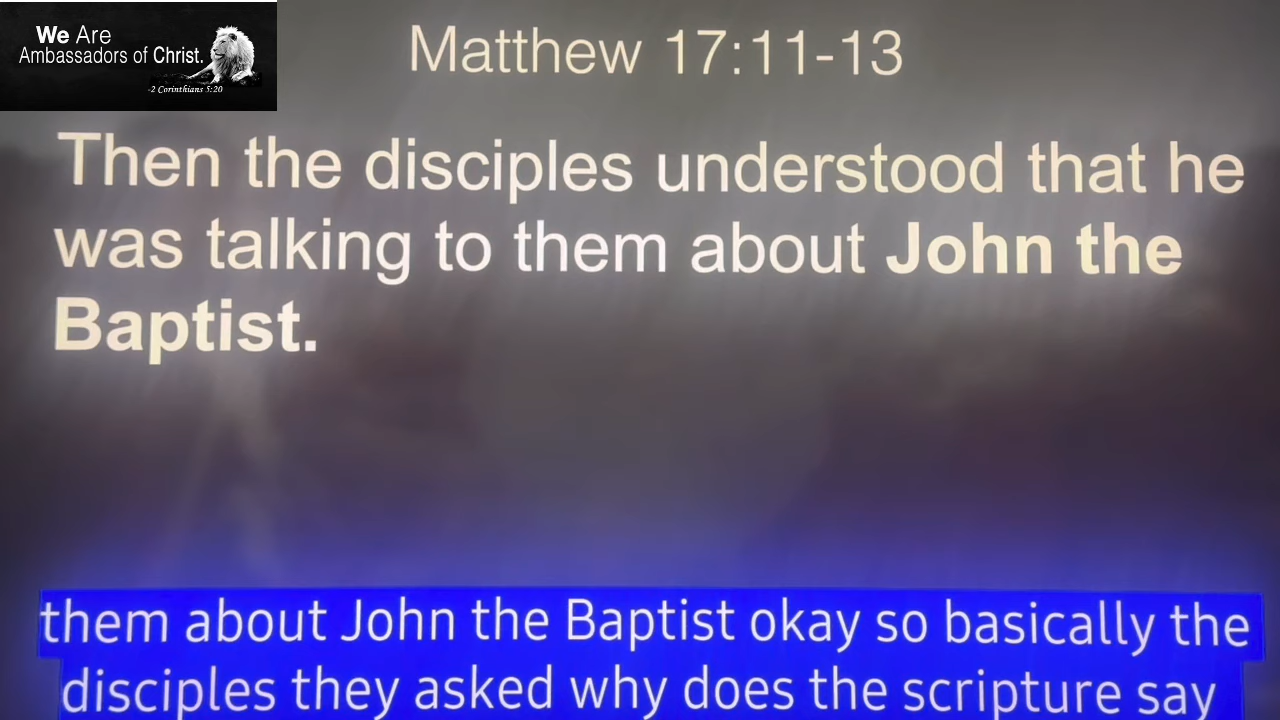 We Are
Ambassadors of Christ.
-2 Corinthians 5:20
Matthew 17:11-13
Then the disciples understood that he
was talking to them about John the
Baptist.
them about John the Baptist okay so basically the
disciples they asked why does the scripture say